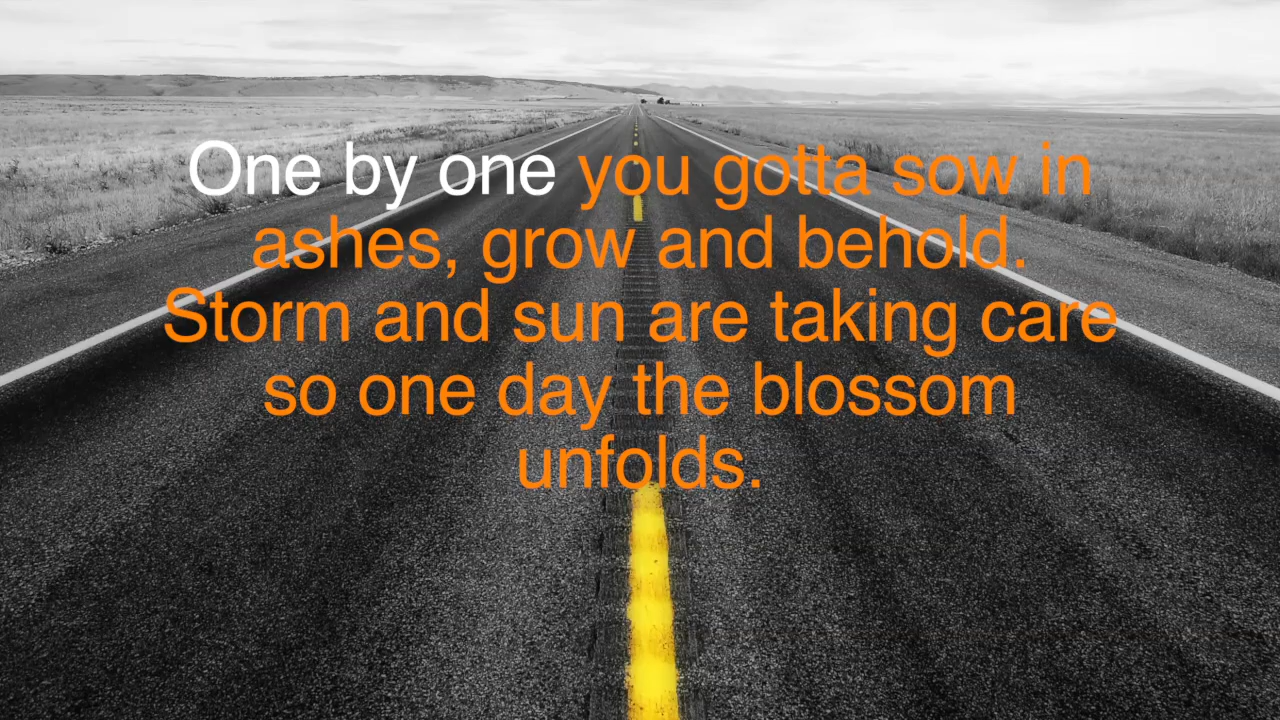 One by one you gotta sow in
ashes, grow and behold.
Storm and sun are taking care
so one day the blossom
unfolds.